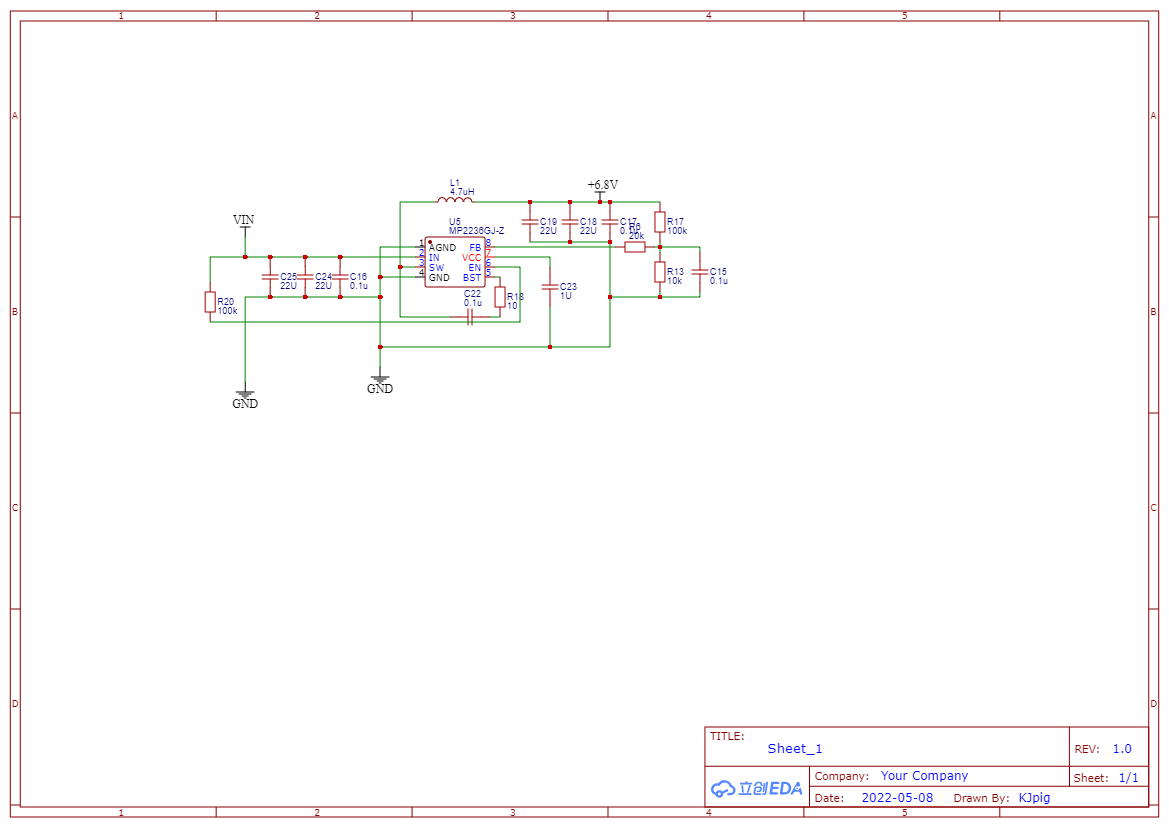 1 2 3 4 5
A A
L1
4.7uH
+6.8V
VIN
U5
MP2236GJ-Z
C19
22U
C18
22U
C17
0.1u
R6
20k
R17
100k
1 AGND FB 8
2 IN VCC 7
3 SW EN 6
4 GND BST 5
C25
22U
C24
22U
C16
0.1u
R13
10k
C15
0.1u
C23
1U
C22
0.1u
R18
10
R20
100k
B B
GND
GND
C C
D D
TITLE:
Sheet_1
REV: 1.0
立创EDA
Company: Your Company
Sheet: 1/1
Date: 2022-05-08 Drawn By: KJpig
1 2 3 4 5